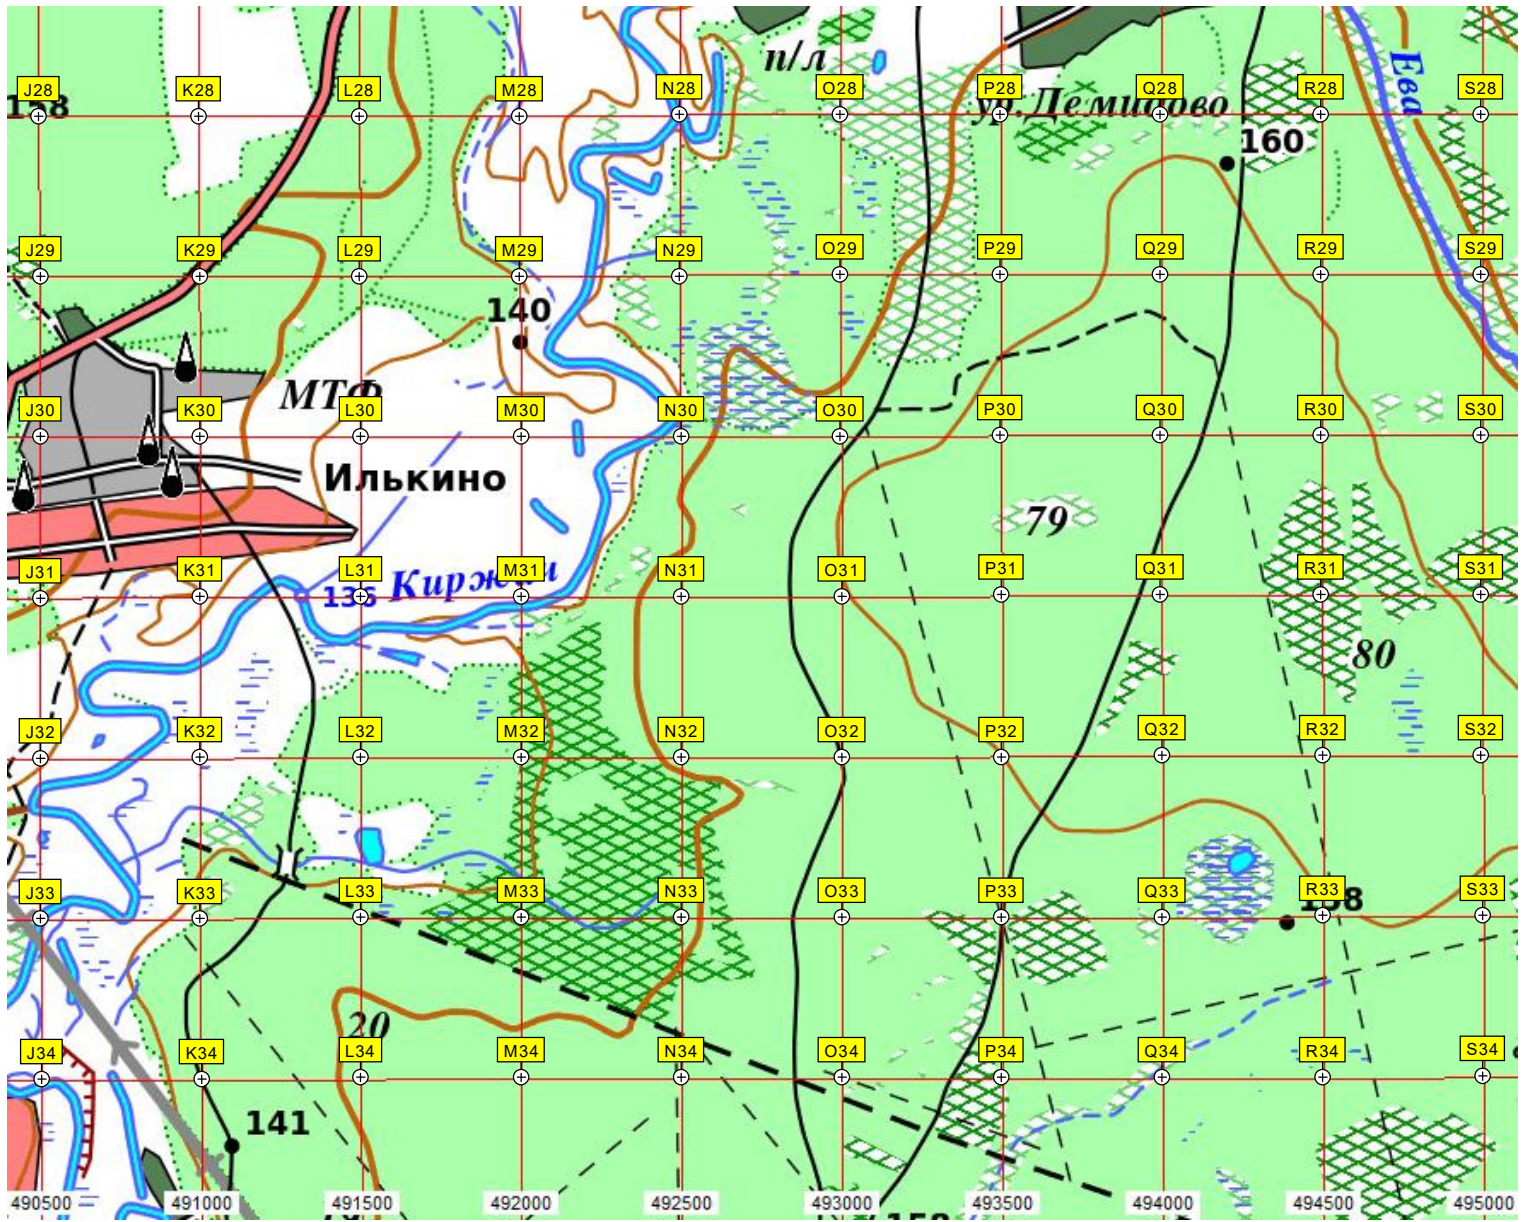 п/л
Ева
J28 K28 L28 M28 N28 O28 P28 Q28 R28 S28
ур. Демидово
160
J29 K29 L29 M29 N29 O29 P29 Q29 R29 S29
140
МТФ
J30 K30 L30 M30 N30 O30 P30 Q30 R30 S30
Илькино
79
J31 K31 L31 M31 N31 O31 P31 Q31 R31 S31
136
80
J32 K32 L32 M32 N32 O32 P32 Q32 R32 S32
J33 K33 L33 M33 N33 O33 P33 Q33 R33 S33
20
J34 K34 L34 M34 N34 O34 P34 Q34 R34 S34
141
490500 491000 491500 492000 492500 493000 493500 494000 494500 495000